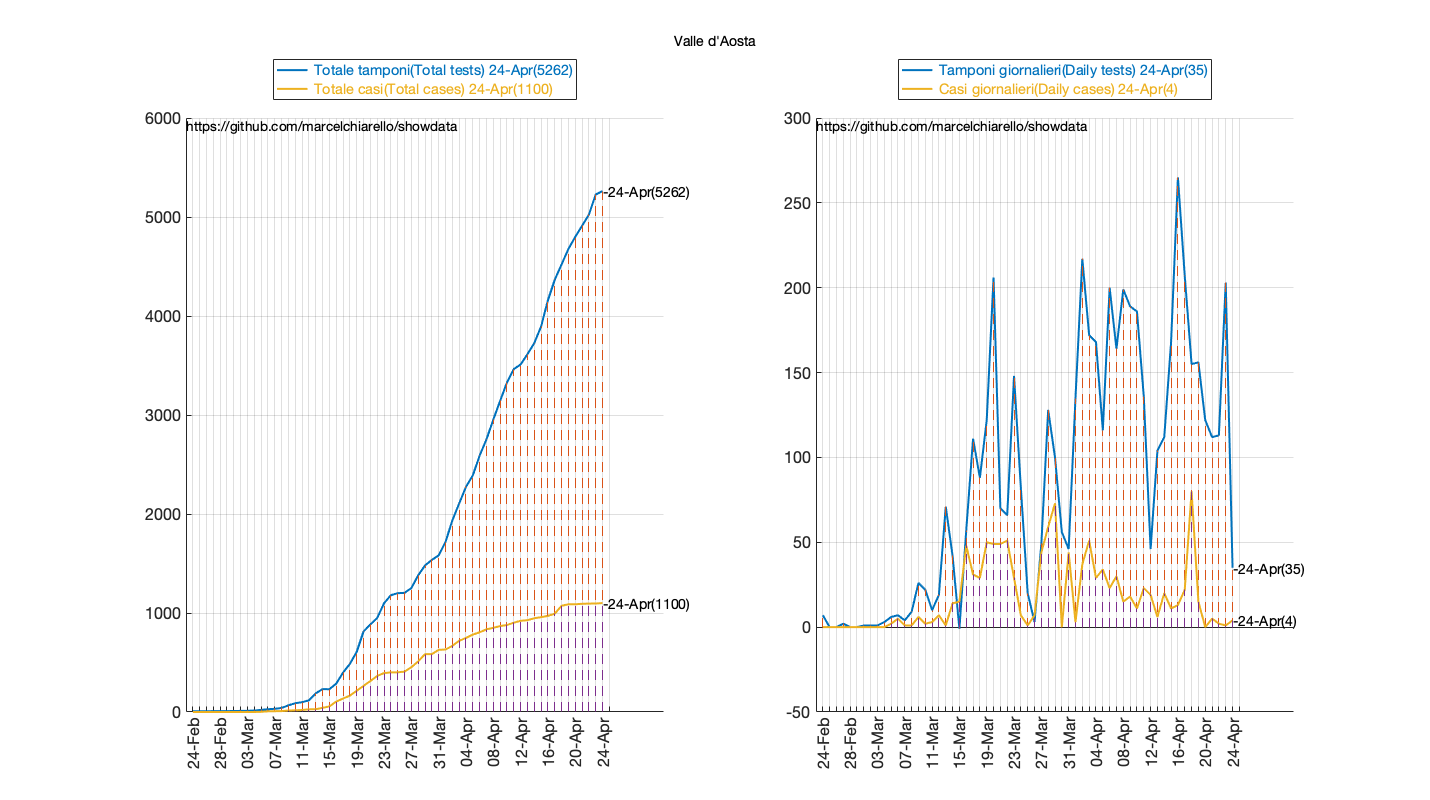 Valle d'Aosta
Totale tamponi(Total tests) 24-Apr(5262)
Totale casi(Total cases) 24-Apr(1100)
https://github.com/marcelchiarello/showdata
6000
5000
4000
3000
2000
1000
0
-24-Apr(5262)
-24-Apr(1100)
24-Feb
28-Feb
03-Mar
07-Mar
11-Mar
15-Mar
19-Mar
23-Mar
27-Mar
31-Mar
04-Apr
08-Apr
12-Apr
16-Apr
20-Apr
24-Apr
Tamponi giornalieri(Daily tests) 24-Apr(35)
Casi giornalieri(Daily cases) 24-Apr(4)
https://github.com/marcelchiarello/showdata
300
250
200
150
100
50
0
-50
-24-Apr(35)
-24-Apr(4)
24-Feb
28-Feb
03-Mar
07-Mar
11-Mar
15-Mar
19-Mar
23-Mar
27-Mar
31-Mar
04-Apr
08-Apr
12-Apr
16-Apr
20-Apr
24-Apr